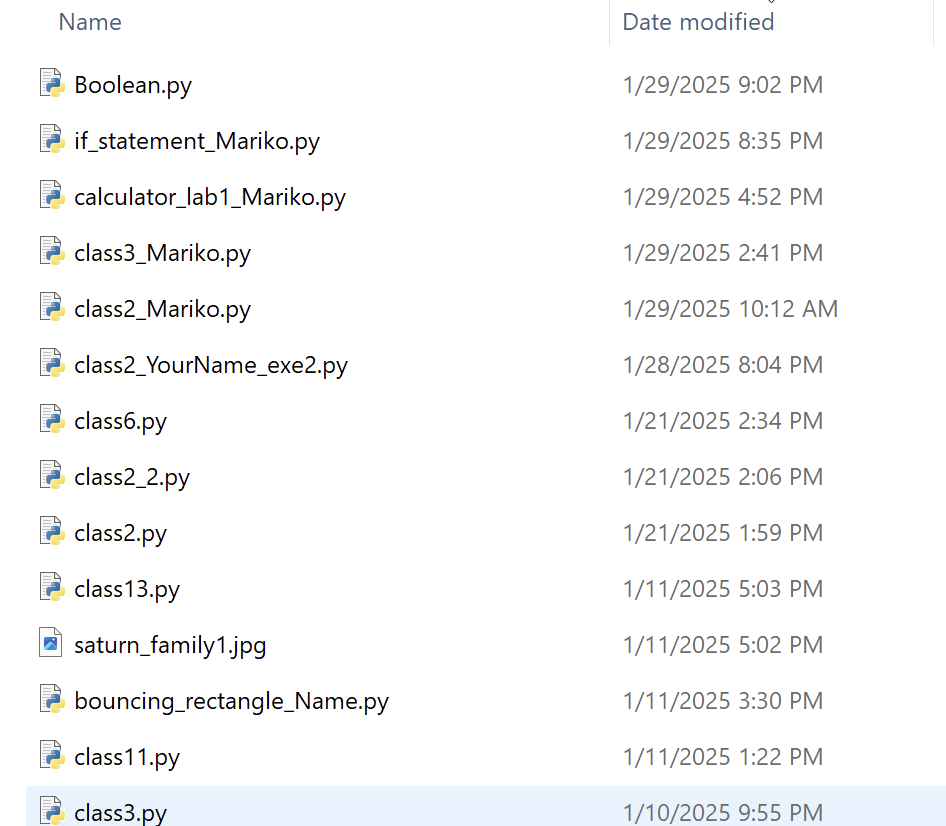 Name Date modified
Boolean.py 1/29/2025 9:02 PM
if_statement_Mariko.py 1/29/2025 8:35 PM
calculator_lab1_Mariko.py 1/29/2025 4:52 PM
class3_Mariko.py 1/29/2025 2:41 PM
class2_Mariko.py 1/29/2025 10:12 AM
class2_YourName_exe2.py 1/28/2025 8:04 PM
class6.py 1/21/2025 2:34 PM
class2_2.py 1/21/2025 2:06 PM
class2.py 1/21/2025 1:59 PM
class13.py 1/11/2025 5:03 PM
saturn_family1.jpg 1/11/2025 5:02 PM
bouncing_rectangle_Name.py 1/11/2025 3:30 PM
class11.py 1/11/2025 1:22 PM
class3.py 1/10/2025 9:55 PM